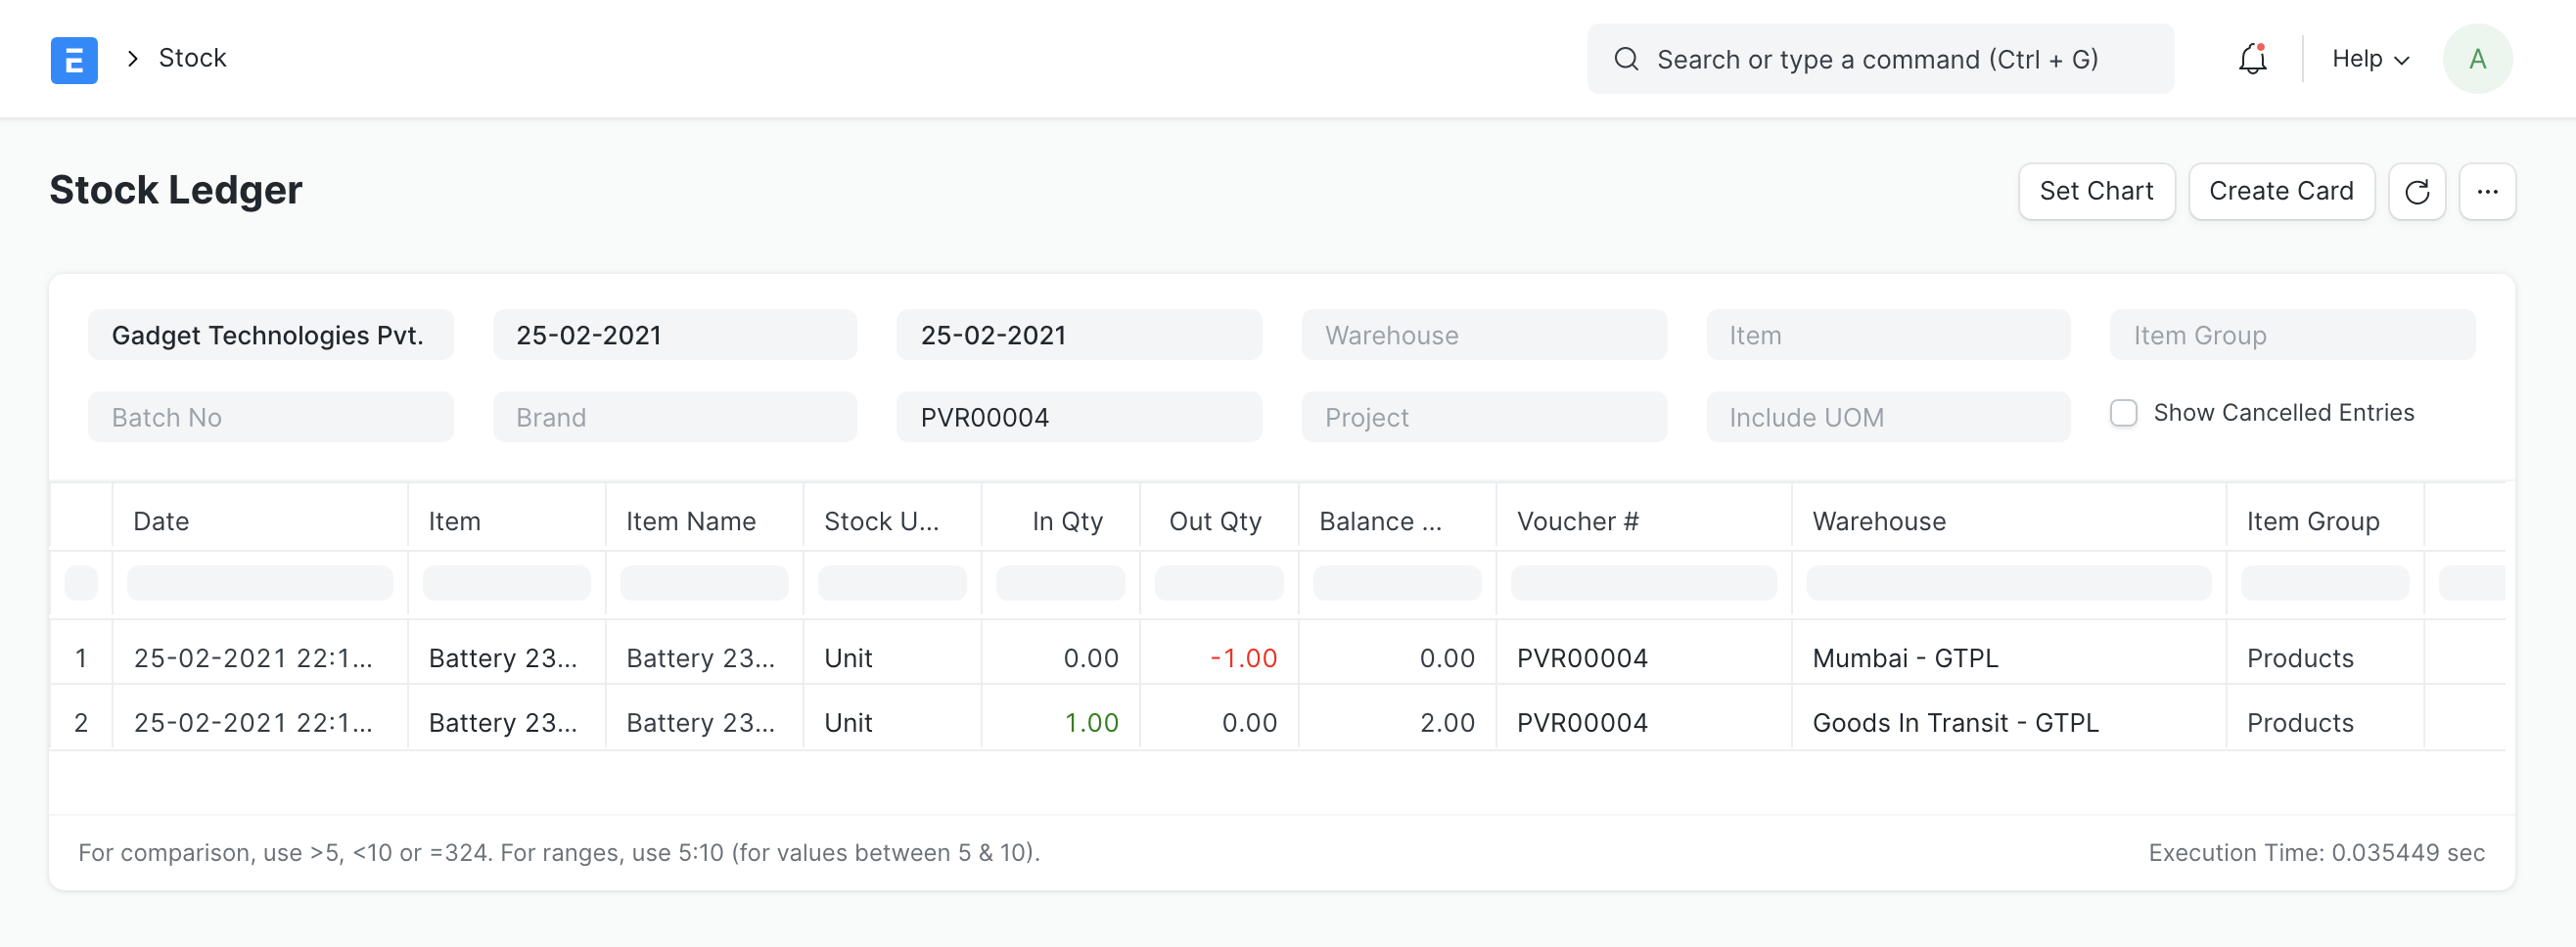 E Stock Search or type a command (Ctrl + G) Help A
Stock Ledger Set Chart Create Card ...
Gadget Technologies Pvt. 25-02-2021 25-02-2021 Warehouse Item Item Group
Batch No Brand PVR00004 Project Include UOM Show Cancelled Entries
Date Item Item Name Stock U... In Qty Out Qty Balance ... Voucher # Warehouse Item Group
1 25-02-2021 22:1... Battery 23... Battery 23... Unit 0.00 -1.00 0.00 PVR00004 Mumbai - GTPL Products
2 25-02-2021 22:1... Battery 23... Battery 23... Unit 1.00 0.00 2.00 PVR00004 Goods In Transit - GTPL Products
For comparison, use >5, <10 or =324. For ranges, use 5:10 (for values between 5 & 10). Execution Time: 0.035449 sec